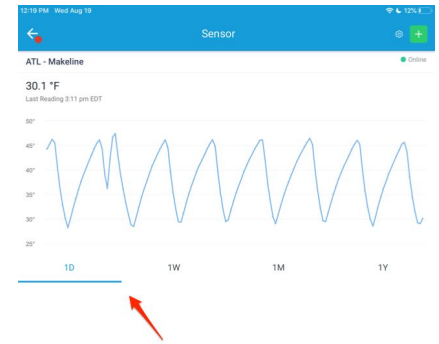 12:19 PM Wed Aug 19
12%
Sensor
ATL - Makeline
Online
30.1 °F
Last Reading 3:11 pm EDT
50°
45°
40°
35°
30°
25°
1D 1W 1M 1Y